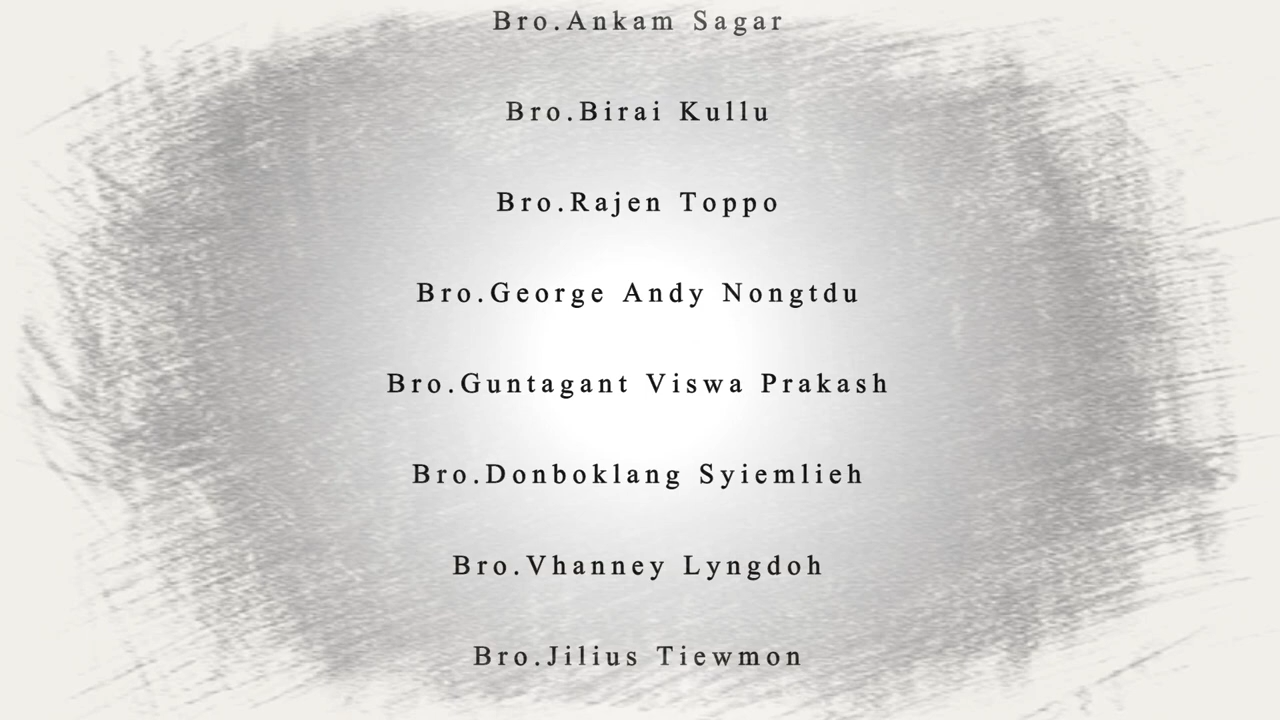 Bro.Ankam Sagar
Bro.Birai Kullu
Bro.Rajen Toppo
Bro.George Andy Nongtdu
Bro.Guntagant Viswa Prakash
Bro.Donboklang Syiemlieh
Bro.Vhanney Lyngdoh
Bro.Jilius Tiewmon